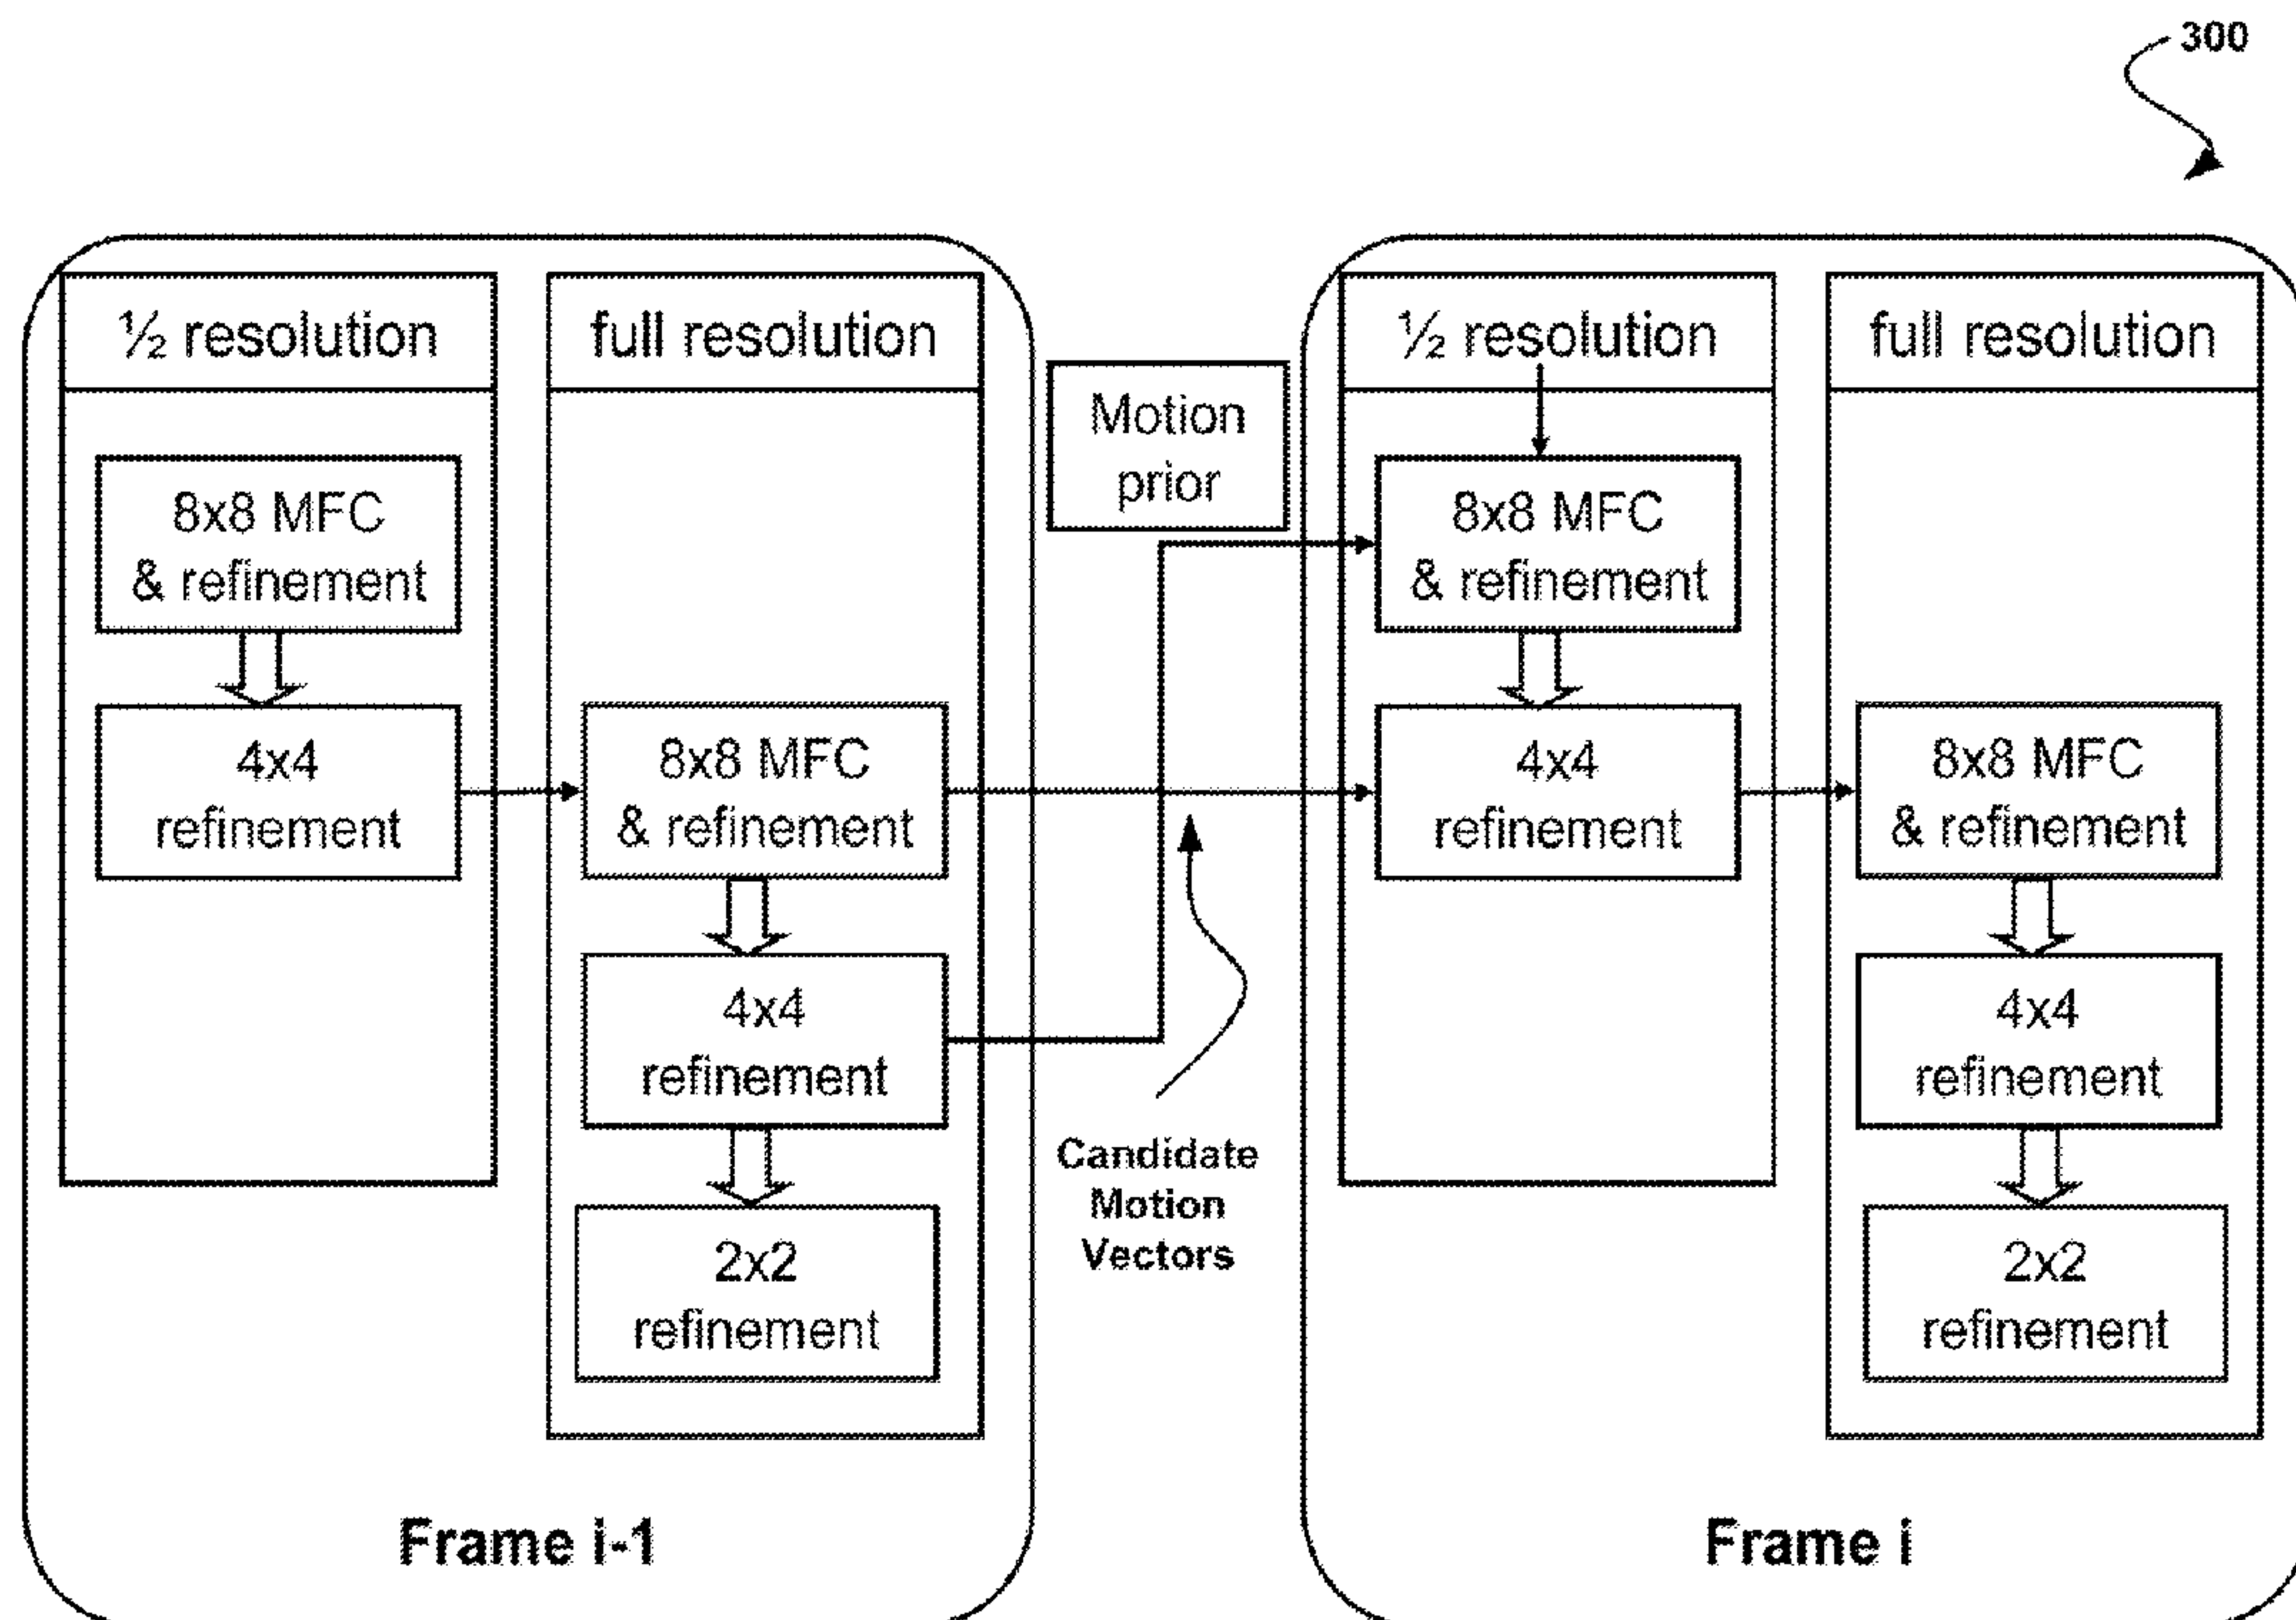 300
½ resolution
8x8 MFC
& refinement
4x4
refinement
full resolution
8x8 MFC
& refinement
4x4
refinement
2x2
refinement
Frame i-1
Motion
prior
Candidate
Motion
Vectors
½ resolution
8x8 MFC
& refinement
4x4
refinement
full resolution
8x8 MFC
& refinement
4x4
refinement
2x2
refinement
Frame i